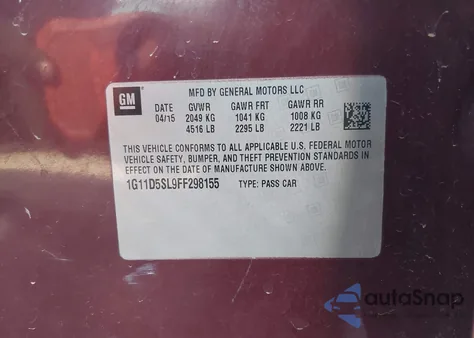 GM
MFD BY GENERAL MOTORS LLC
DATE GVWR GAWR FRT GAWR RR
04/15 2049 KG 1041 KG 1008 KG
4516 LB 2295 LB 2221 LB
THIS VEHICLE CONFORMS TO ALL APPLICABLE U.S. FEDERAL MOTOR
VEHICLE SAFETY, BUMPER, AND THEFT PREVENTION STANDARDS IN
EFFECT ON THE DATE OF MANUFACTURE SHOWN ABOVE.
1G11D5SL9FF298155 TYPE: PASS CAR
autoSnap